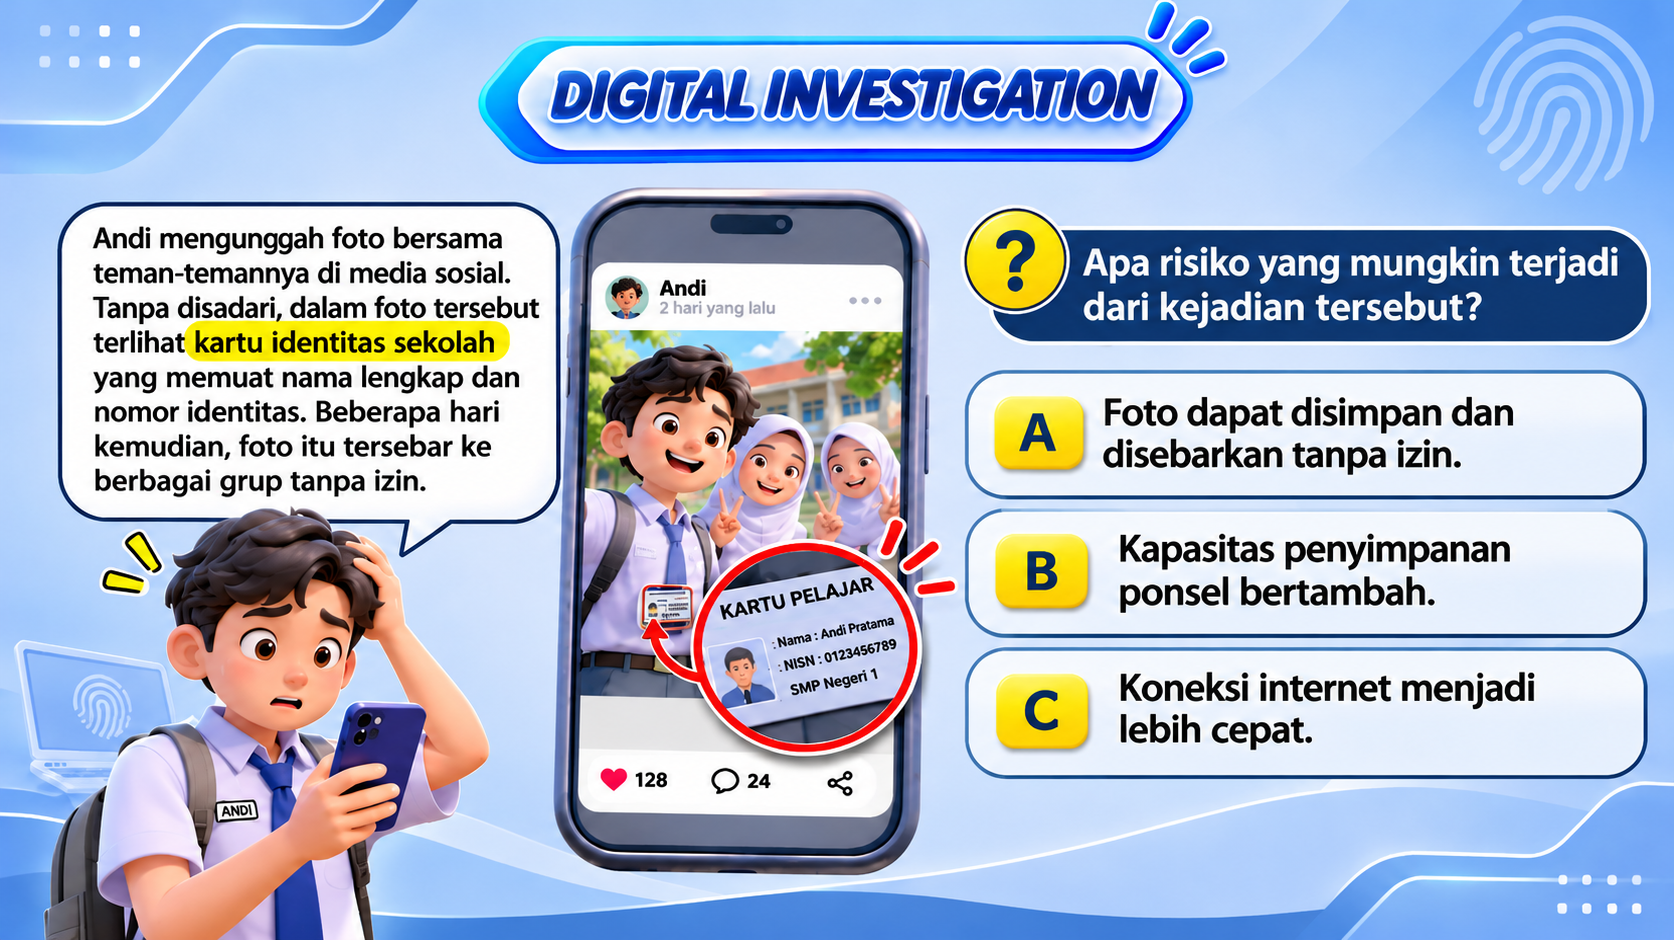 DIGITAL INVESTIGATION
Andi mengunggah foto bersama
teman-temannya di media sosial.
Tanpa disadari, dalam foto tersebut
terlihat kartu identitas sekolah
yang memuat nama lengkap dan
nomor identitas. Beberapa hari
kemudian, foto itu tersebar ke
berbagai grup tanpa izin.
ANDI
Andi
2 hari yang lalu
KARTU PELAJAR
: Nama : Andi Pratama
: NISN : 0123456789
SMP Negeri 1
128
24
?
Apa risiko yang mungkin terjadi
dari kejadian tersebut?
A
Foto dapat disimpan dan
disebarkan tanpa izin.
B
Kapasitas penyimpanan
ponsel bertambah.
C
Koneksi internet menjadi
lebih cepat.